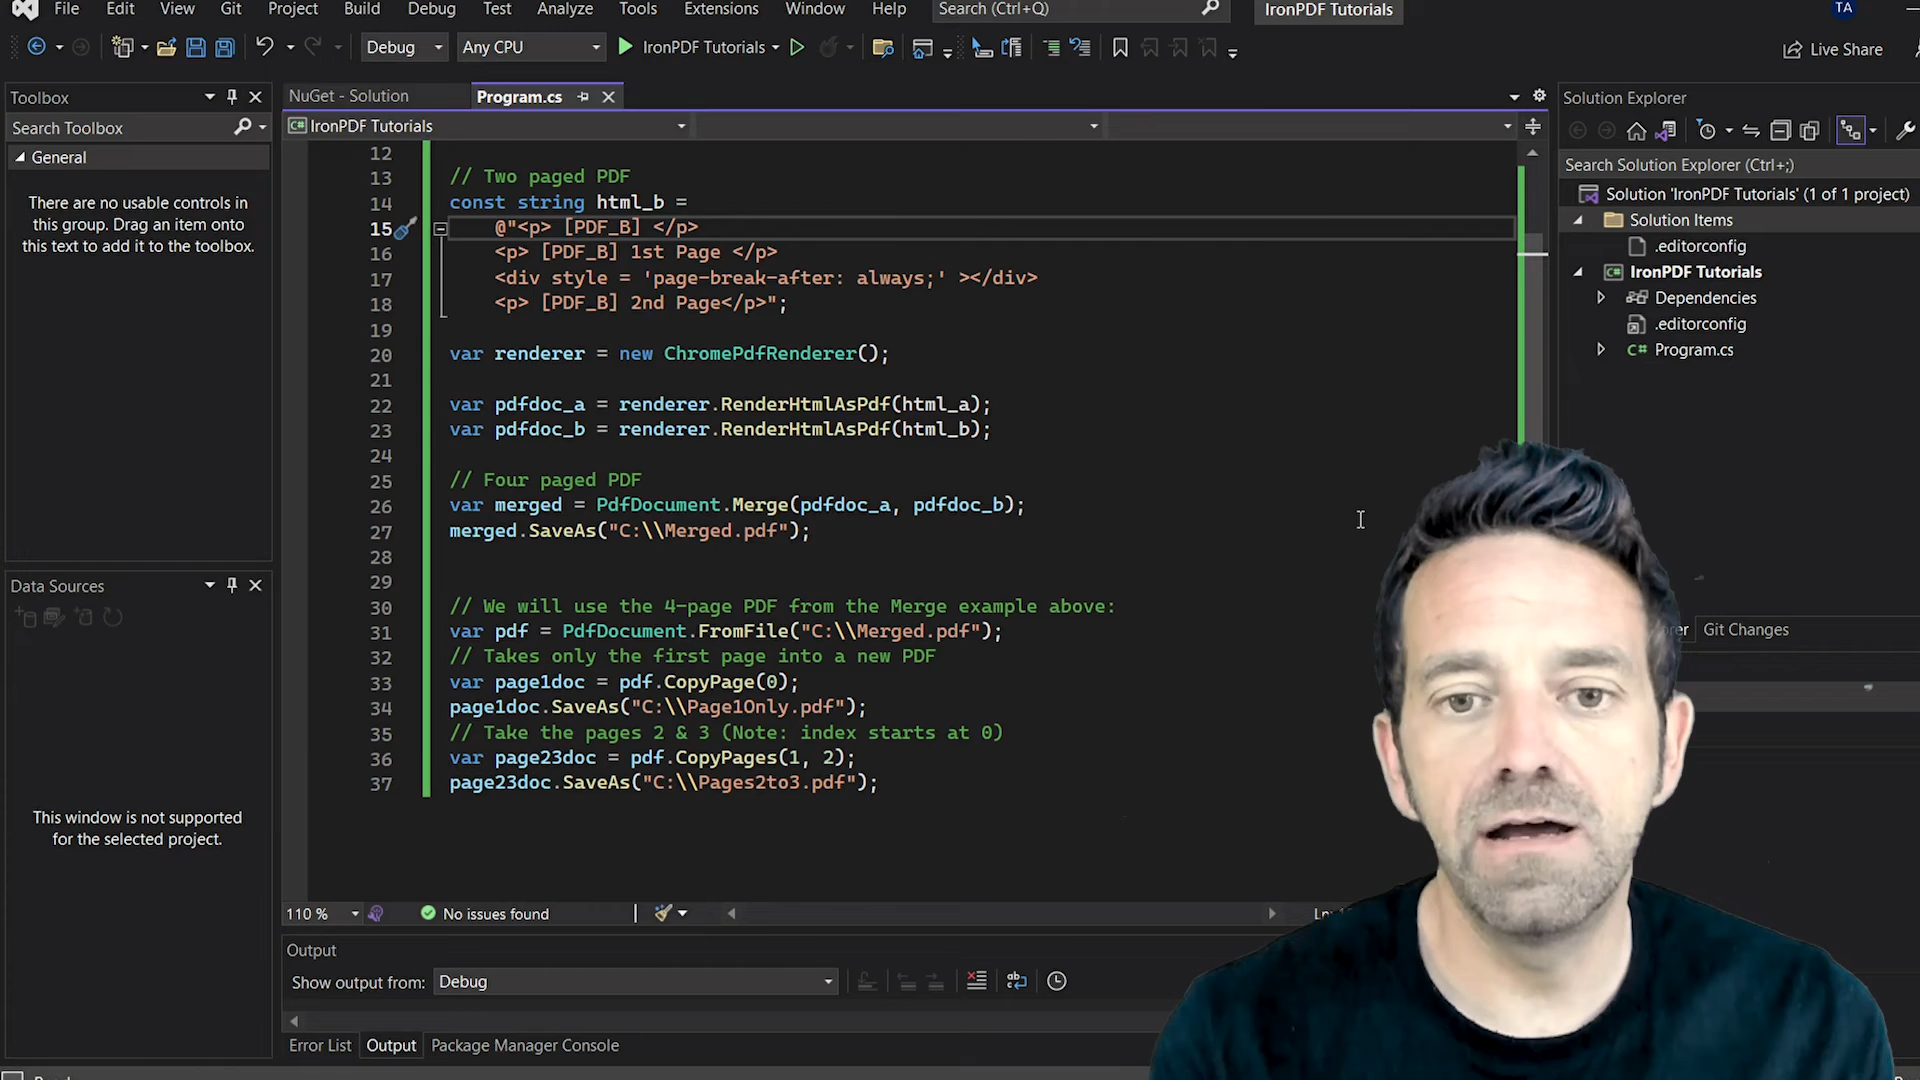 File Edit View Git Project Build Debug Test Analyze Tools Extensions Window Help Search (Ctrl+Q) IronPDF Tutorials TA
Debug Any CPU IronPDF Tutorials Live Share
Toolbox
Search Toolbox
General
There are no usable controls in
this group. Drag an item onto
this text to add it to the toolbox.
Data Sources
This window is not supported
for the selected project.
NuGet - Solution Program.cs
C# IronPDF Tutorials
12
13 // Two paged PDF
14 const string html_b =
15 @"<p> [PDF_B] </p>
16 <p> [PDF_B] 1st Page </p>
17 <div style = 'page-break-after: always;' ></div>
18 <p> [PDF_B] 2nd Page</p>";
19
20 var renderer = new ChromePdfRenderer();
21
22 var pdfdoc_a = renderer.RenderHtmlAsPdf(html_a);
23 var pdfdoc_b = renderer.RenderHtmlAsPdf(html_b);
24
25 // Four paged PDF
26 var merged = PdfDocument.Merge(pdfdoc_a, pdfdoc_b);
27 merged.SaveAs("C:\\Merged.pdf");
28
29
30 // We will use the 4-page PDF from the Merge example above:
31 var pdf = PdfDocument.FromFile("C:\\Merged.pdf");
32 // Takes only the first page into a new PDF
33 var page1doc = pdf.CopyPage(0);
34 page1doc.SaveAs("C:\\Page1Only.pdf");
35 // Take the pages 2 & 3 (Note: index starts at 0)
36 var page23doc = pdf.CopyPages(1, 2);
37 page23doc.SaveAs("C:\\Pages2to3.pdf");
110 % No issues found
Output
Show output from: Debug
Error List Output Package Manager Console
Solution Explorer
Search Solution Explorer (Ctrl+;)
Solution 'IronPDF Tutorials' (1 of 1 project)
Solution Items
.editorconfig
C# IronPDF Tutorials
Dependencies
.editorconfig
C# Program.cs
Git Changes